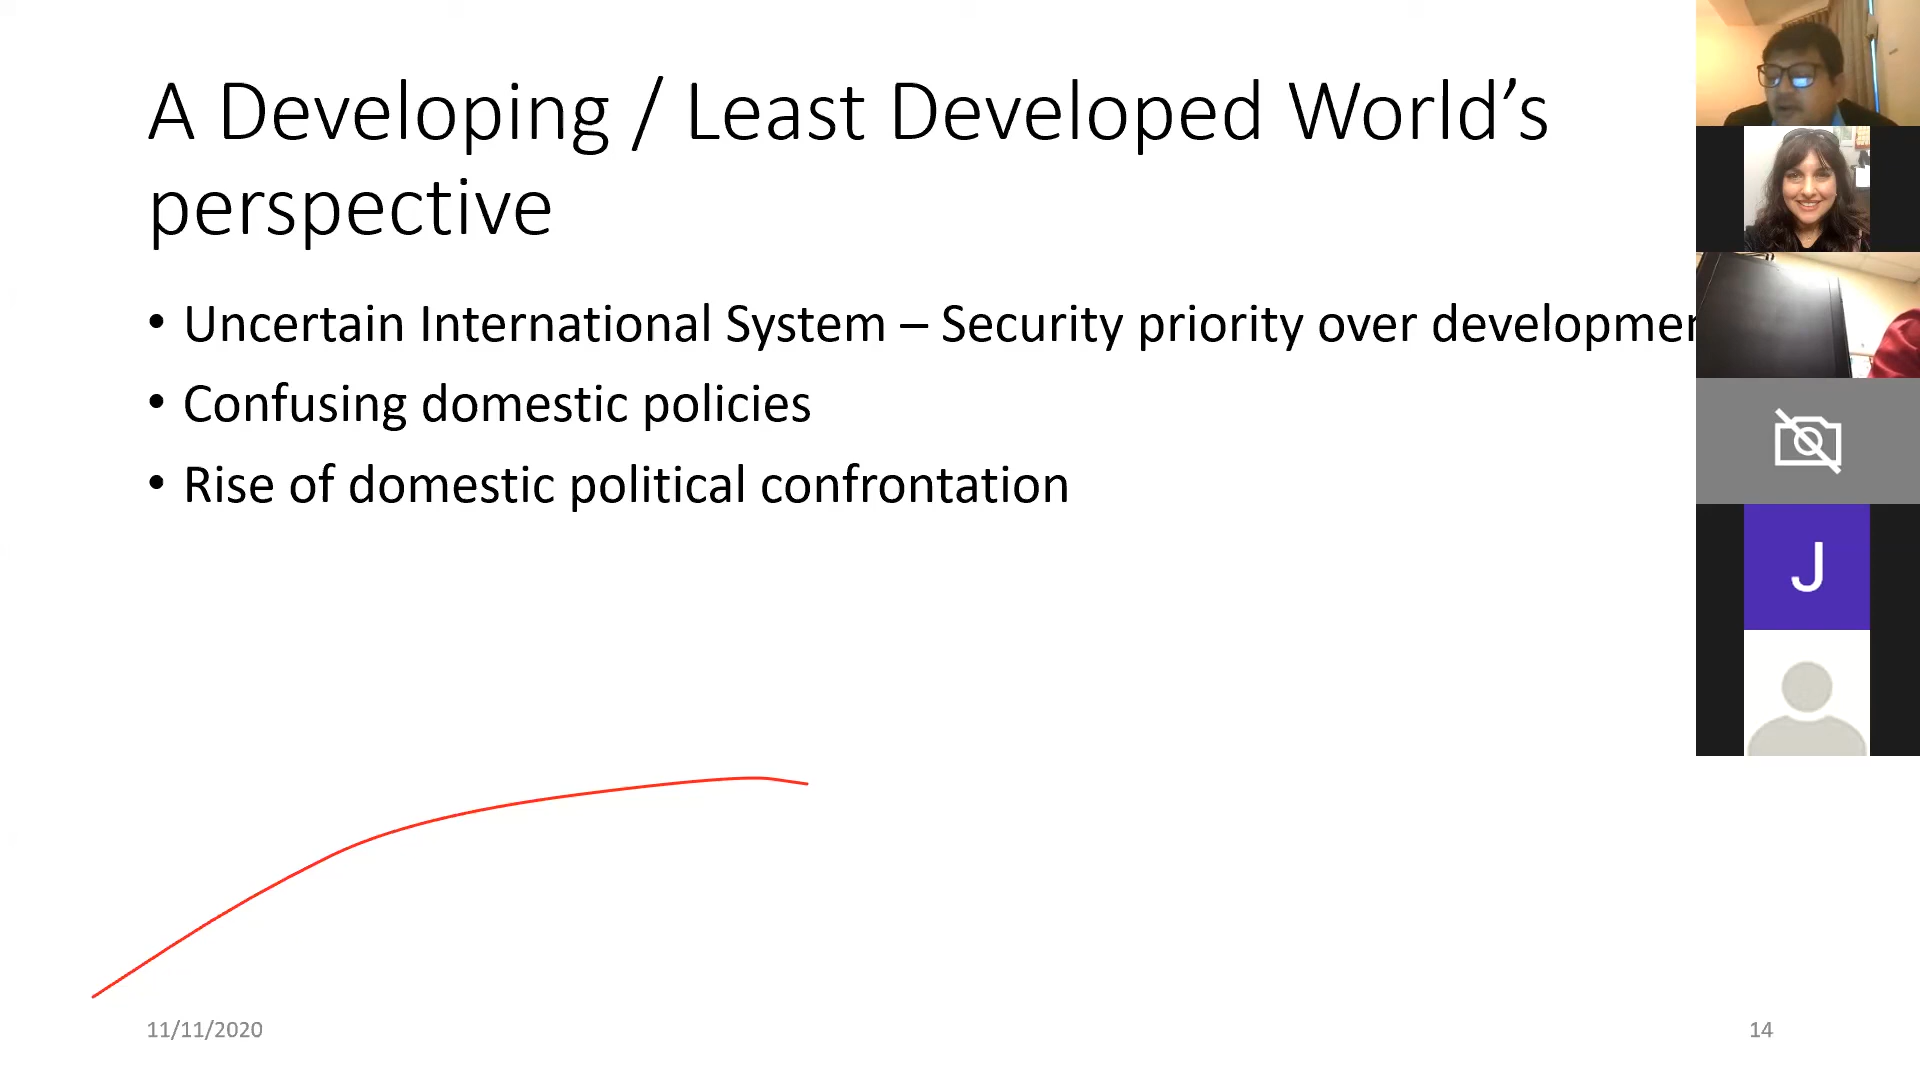 A Developing / Least Developed World’s
perspective
• Uncertain International System – Security priority over
• Confusing domestic policies
• Rise of domestic political confrontation
J
11/11/2020
14